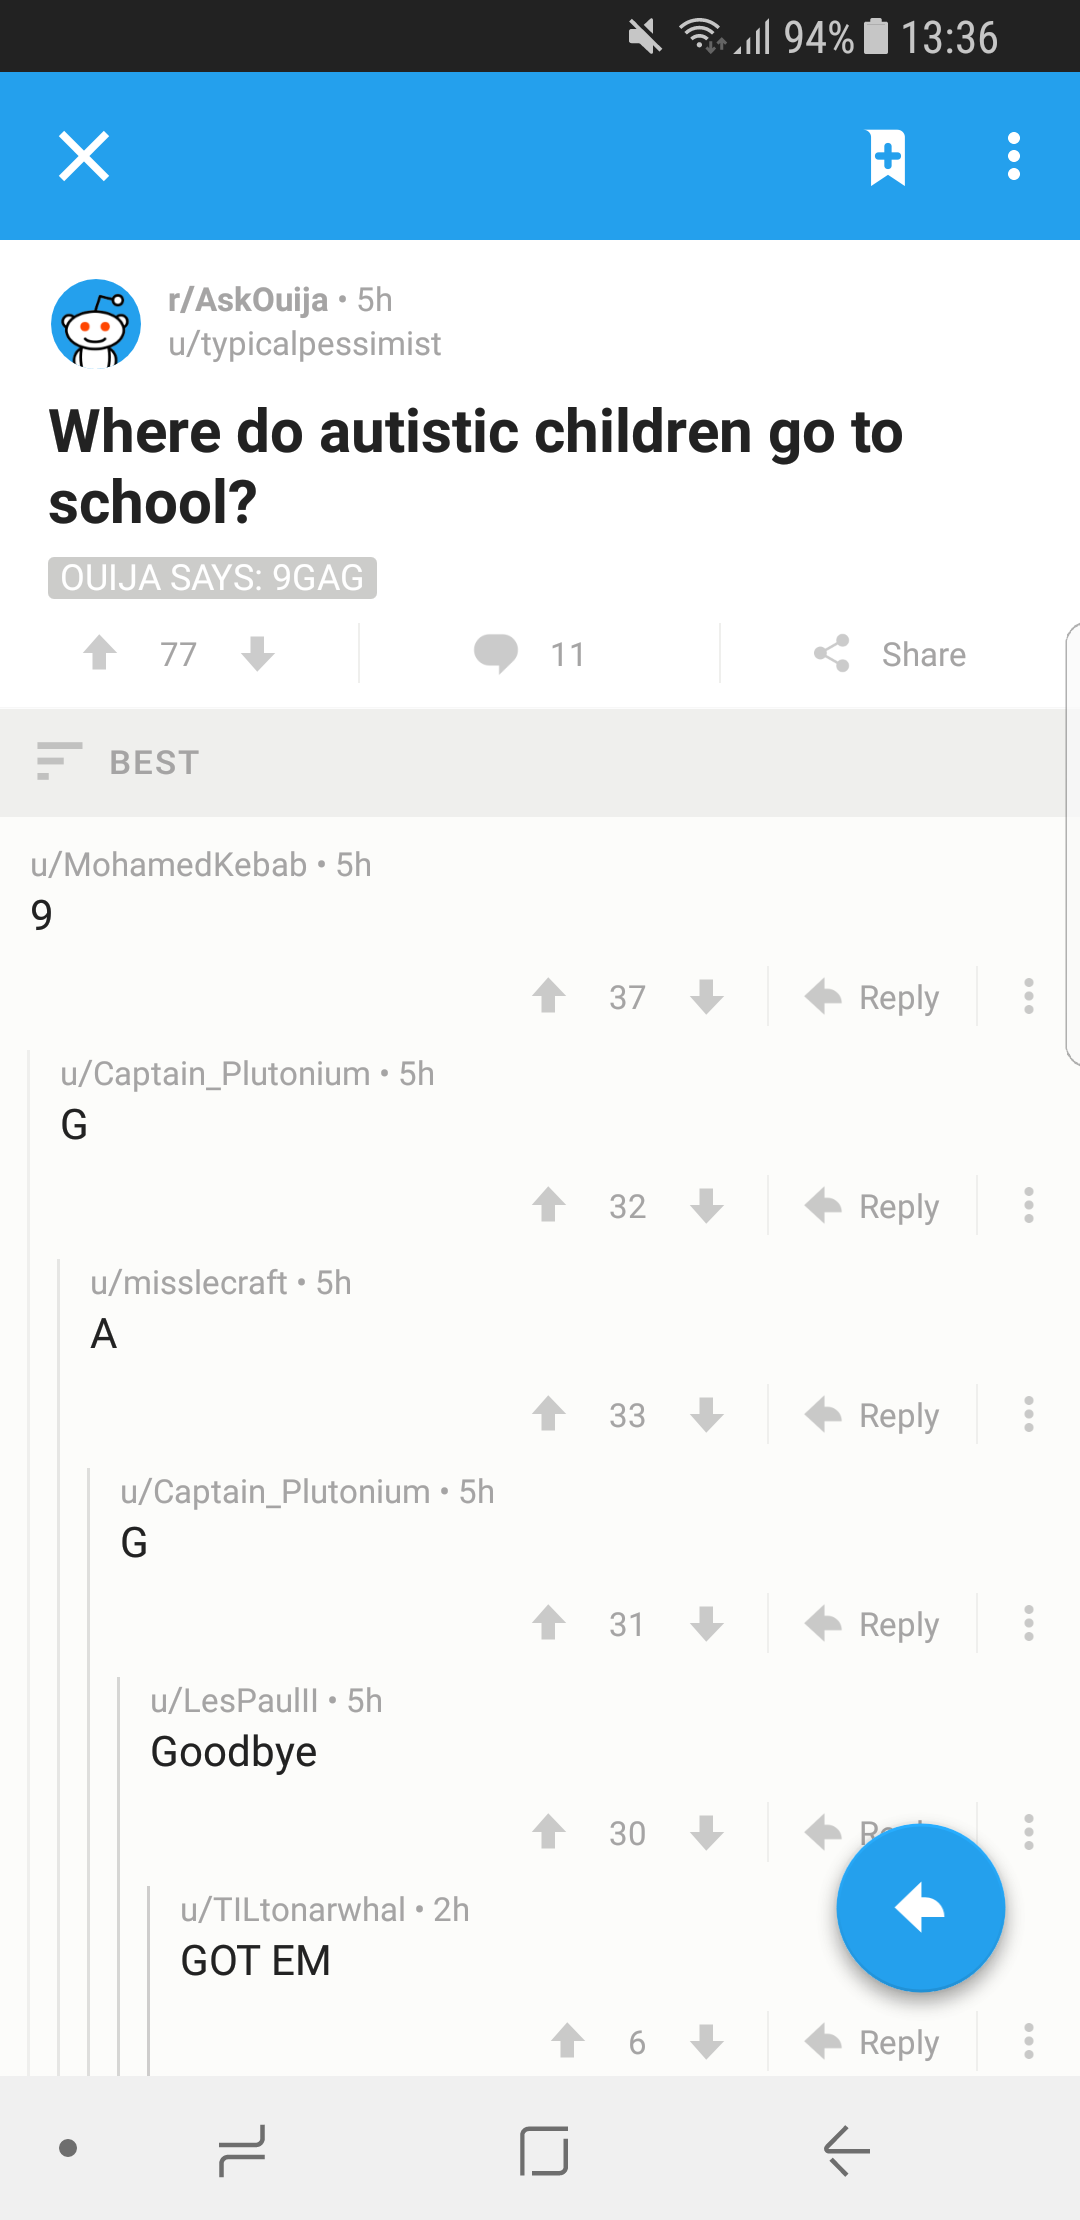 94% 13:36
r/AskOuija • 5h
u/typicalpessimist
Where do autistic children go to
school?
OUIJA SAYS: 9GAG
77 11 Share
BEST
u/MohamedKebab • 5h
9
37 Reply
u/Captain_Plutonium • 5h
G
32 Reply
u/misslecraft • 5h
A
33 Reply
u/Captain_Plutonium • 5h
G
31 Reply
u/LesPaulII • 5h
Goodbye
30
u/TILtonarwhal • 2h
GOT EM
6 Reply